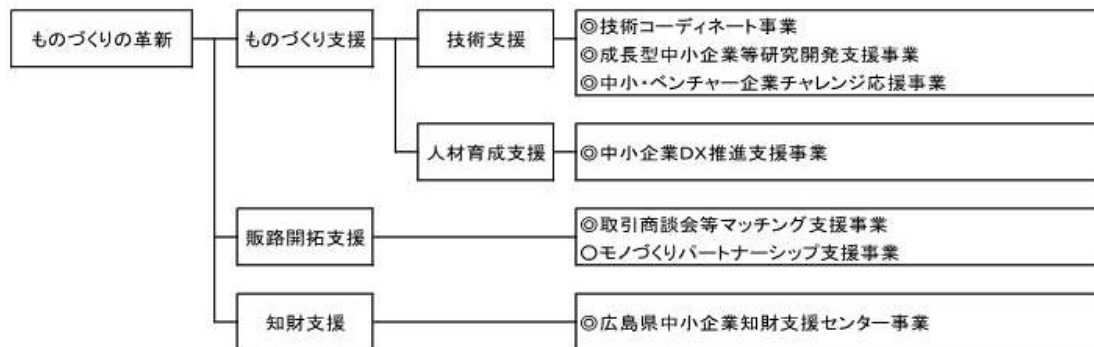 ものづくりの革新
ものづくり支援
技術支援
◎技術コーディネート事業
◎成長型中小企業等研究開発支援事業
◎中小・ベンチャー企業チャレンジ応援事業
人材育成支援
◎中小企業DX推進支援事業
販路開拓支援
◎取引商談会等マッチング支援事業
○モノづくりパートナーシップ支援事業
知財支援
◎広島県中小企業知財支援センター事業